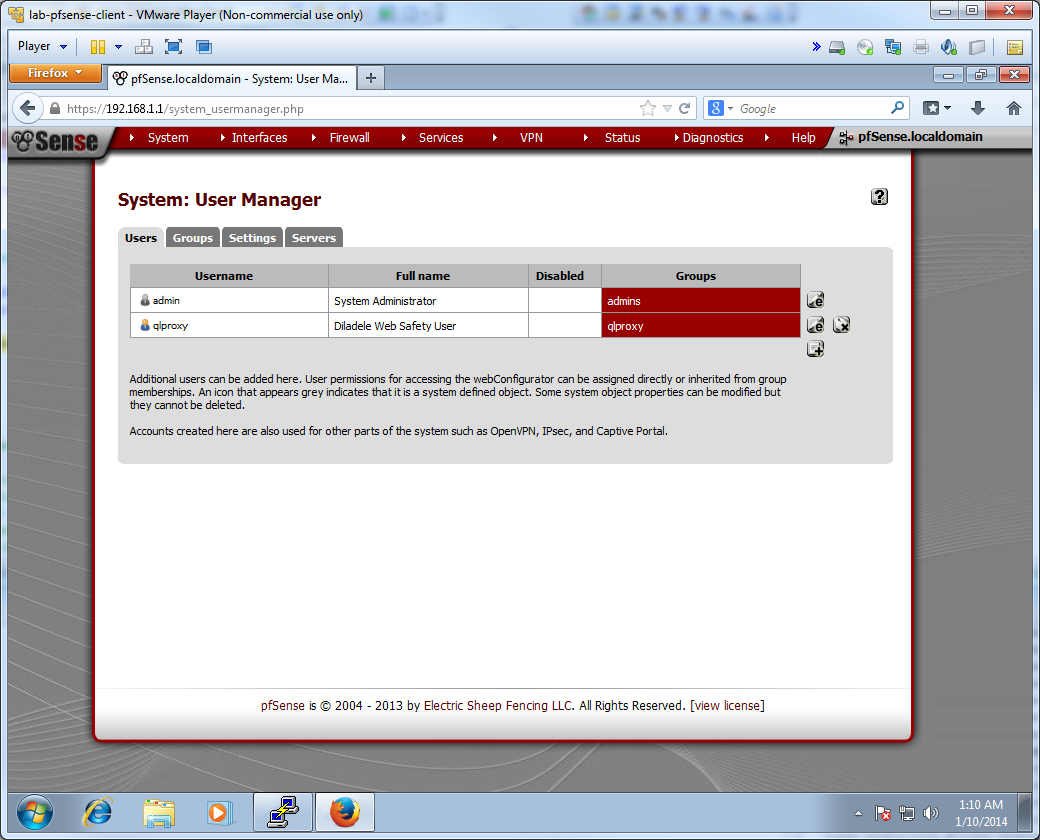 lab-pfsense-client - VMware Player (Non-commercial use only)
Player
Firefox
pfSense.localdomain - System: User Ma...
https://192.168.1.1/system_usermanager.php
8
Google
Sense
System
Interfaces
Firewall
Services
VPN
Status
Diagnostics
Help
pfSense.localdomain
System: User Manager
?
Users
Groups
Settings
Servers
Username
Full name
Disabled
Groups
admin
System Administrator
admins
e
qlproxy
Diladele Web Safety User
qlproxy
e
x
Additional users can be added here. User permissions for accessing the webConfigurator can be assigned directly or inherited from group
memberships. An icon that appears grey indicates that it is a system defined object. Some system object properties can be modified but
they cannot be deleted.
Accounts created here are also used for other parts of the system such as OpenVPN, IPsec, and Captive Portal.
pfSense is © 2004 - 2013 by Electric Sheep Fencing LLC. All Rights Reserved. [view license]
1:10 AM
1/10/2014